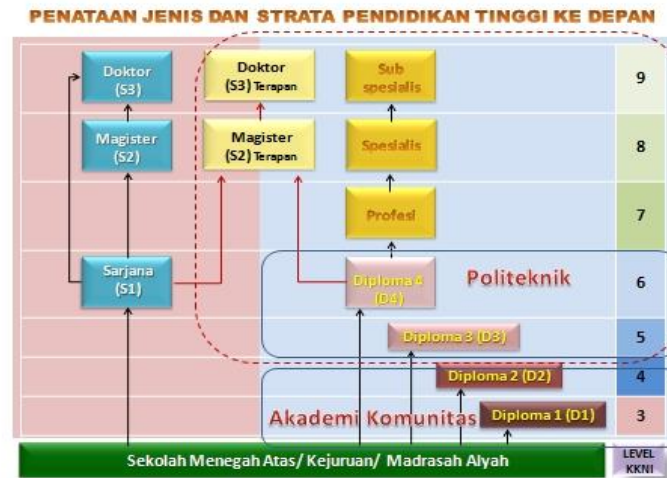 PENATAAN JENIS DAN STRATA PENDIDIKAN TINGGI KE DEPAN
Doktor
(S3)
Doktor
(S3) Terapan
Sub
spesialis
9
Magister
(S2)
Magister
(S2) Terapan
Spesialis
8
Profesi
7
Sarjana
(S1)
Diploma 4
(D4)
Politeknik
6
Diploma 3 (D3)
5
Diploma 2 (D2)
4
Akademi Komunitas
Diploma 1 (D1)
3
Sekolah Menegah Atas/ Kejuruan/ Madrasah Alyah
LEVEL
KKNI